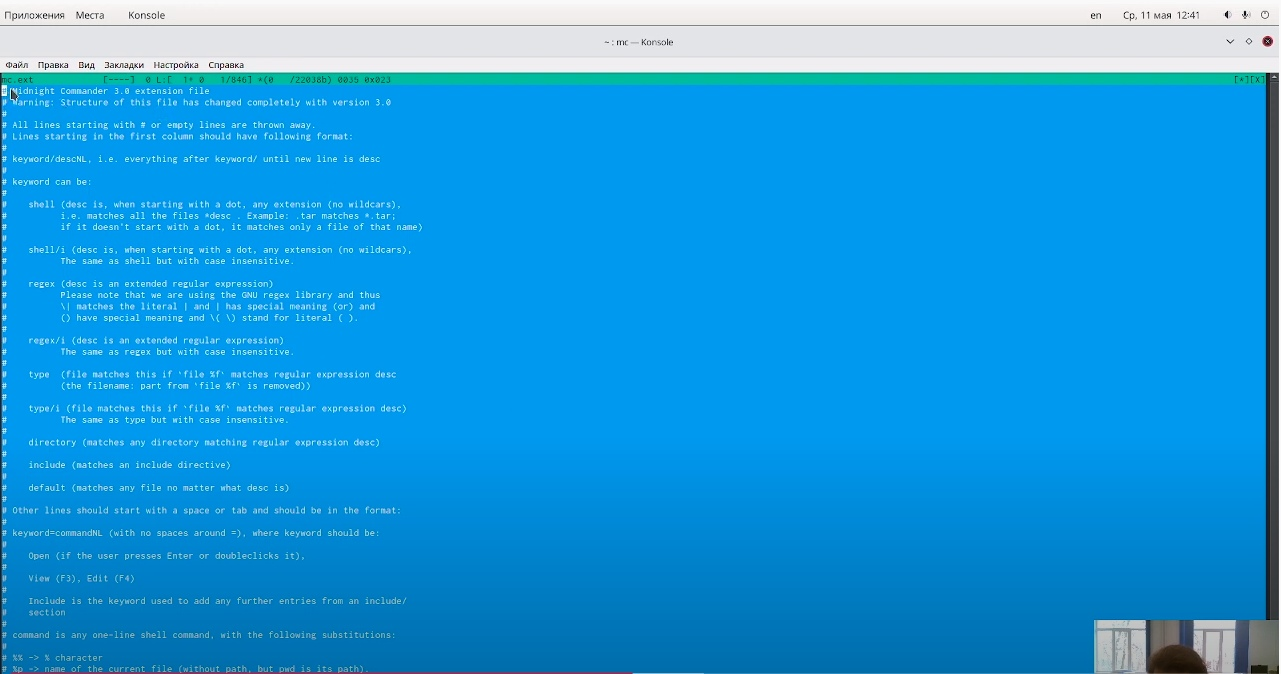 Приложения Места Konsole en Ср, 11 мая 12:41
~ : mc — Konsole
Файл Правка Вид Закладки Настройка Справка
mc.ext [----] 0 L:[ 1+ 0 1/846] *(0 /22038b) 0035 0x023 [*][X]
# Midnight Commander 3.0 extension file
# Warning: Structure of this file has changed completely with version 3.0
#
# All lines starting with # or empty lines are thrown away.
# Lines starting in the first column should have following format:
#
# keyword/descNL, i.e. everything after keyword/ until new line is desc
#
# keyword can be:
#
# shell (desc is, when starting with a dot, any extension (no wildcars),
# i.e. matches all the files *desc . Example: .tar matches *.tar;
# if it doesn't start with a dot, it matches only a file of that name)
#
# shell/i (desc is, when starting with a dot, any extension (no wildcars),
# The same as shell but with case insensitive.
#
# regex (desc is an extended regular expression)
# Please note that we are using the GNU regex library and thus
# \| matches the literal | and | has special meaning (or) and
# () have special meaning and \( \) stand for literal ( ).
#
# regex/i (desc is an extended regular expression)
# The same as regex but with case insensitive.
#
# type (file matches this if `file %f` matches regular expression desc
# (the filename: part from `file %f` is removed))
#
# type/i (file matches this if `file %f` matches regular expression desc)
# The same as type but with case insensitive.
#
# directory (matches any directory matching regular expression desc)
#
# include (matches an include directive)
#
# default (matches any file no matter what desc is)
#
# Other lines should start with a space or tab and should be in the format:
#
# keyword=commandNL (with no spaces around =), where keyword should be:
#
# Open (if the user presses Enter or doubleclicks it),
#
# View (F3), Edit (F4)
#
# Include is the keyword used to add any further entries from an include/
# section
#
# command is any one-line shell command, with the following substitutions:
#
# %% -> % character
# %p -> name of the current file (without path, but pwd is its path).